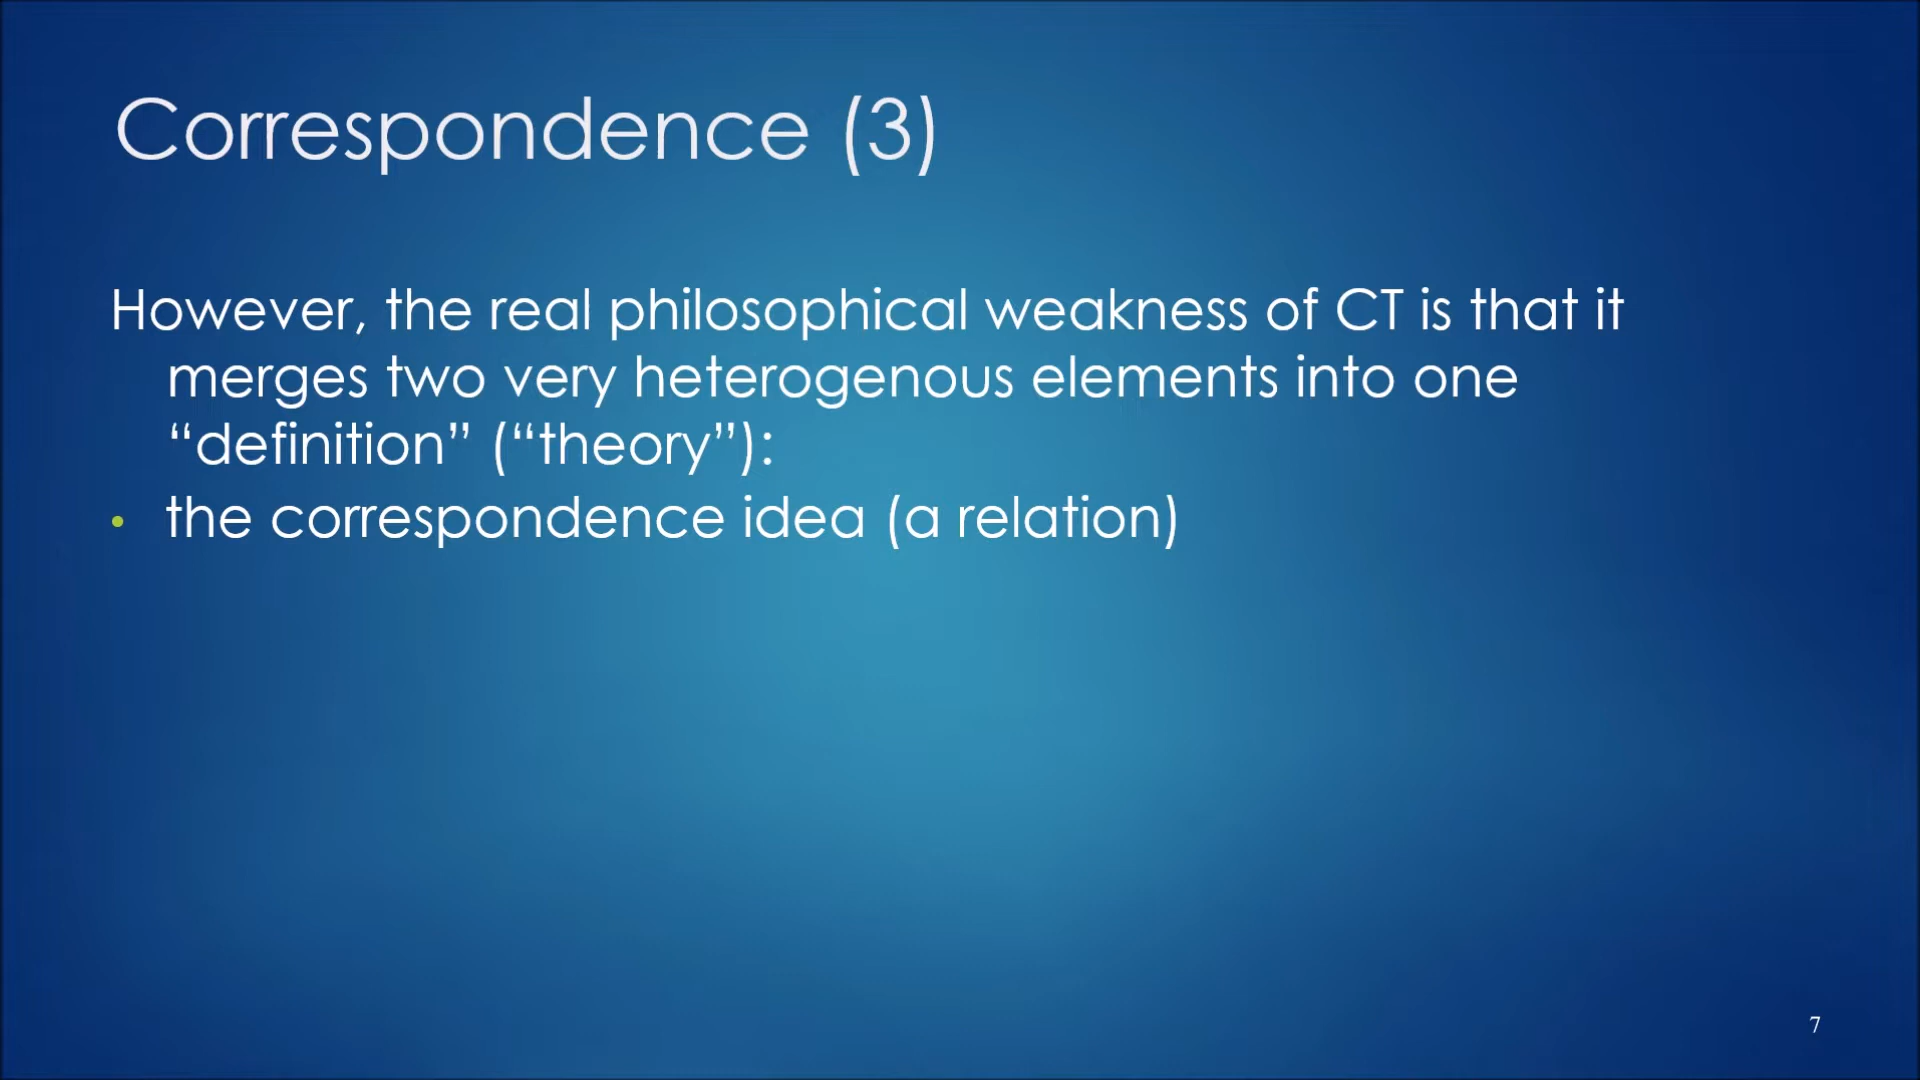 Correspondence (3)
However, the real philosophical weakness of CT is that it
merges two very heterogenous elements into one
“definition” (“theory”):
• the correspondence idea (a relation)
7